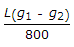 L(g₁ - g₂)
800